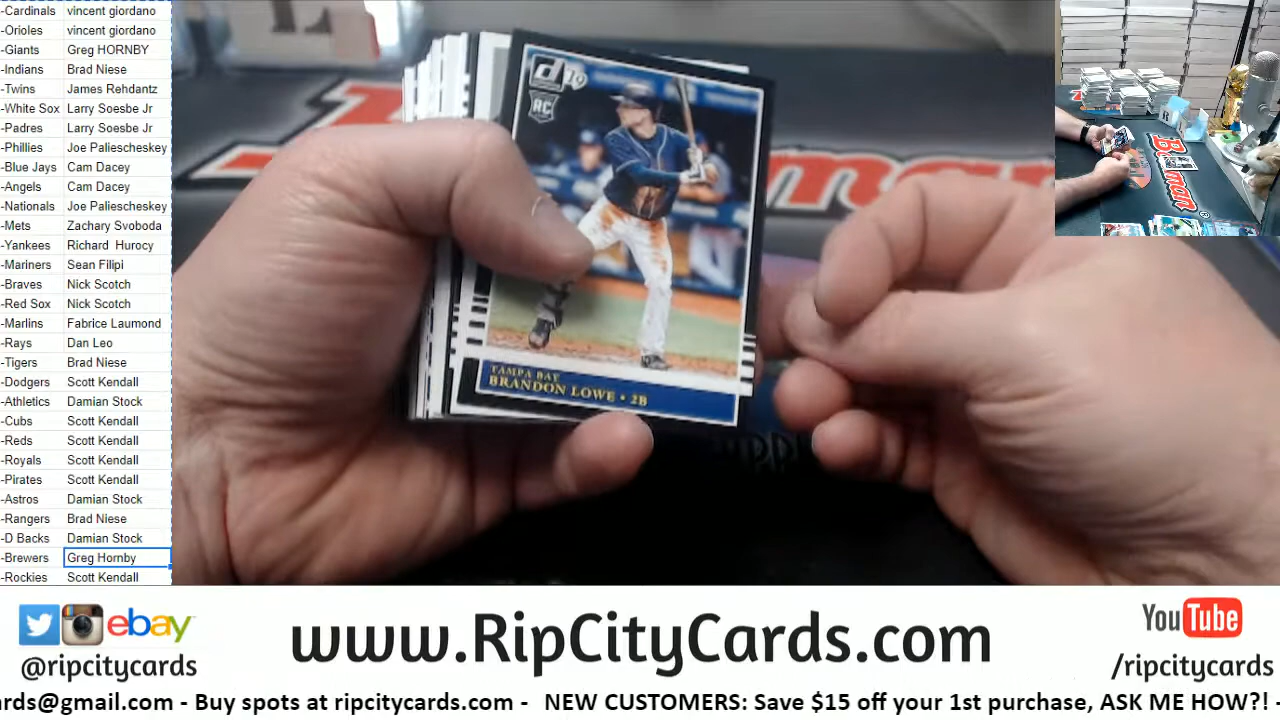 -Cardinals vincent giordano
-Orioles vincent giordano
-Giants Greg HORNBY
-Indians Brad Niese
-Twins James Rehdantz
-White Sox Larry Soesbe Jr
-Padres Larry Soesbe Jr
-Phillies Joe Paliescheskey
-Blue Jays Cam Dacey
-Angels Cam Dacey
-Nationals Joe Paliescheskey
-Mets Zachary Svoboda
-Yankees Richard Hurocy
-Mariners Sean Filipi
-Braves Nick Scotch
-Red Sox Nick Scotch
-Marlins Fabrice Laumond
-Rays Dan Leo
-Tigers Brad Niese
-Dodgers Scott Kendall
-Athletics Damian Stock
-Cubs Scott Kendall
-Reds Scott Kendall
-Royals Scott Kendall
-Pirates Scott Kendall
-Astros Damian Stock
-Rangers Brad Niese
-D Backs Damian Stock
-Brewers Greg Hornby
-Rockies Scott Kendall
d 19
RC
TAMPA BAY
BRANDON LOWE • 2B
ebay
@ripcitycards
www.RipCityCards.com
YouTube
/ripcitycards
ards@gmail.com - Buy spots at ripcitycards.com - NEW CUSTOMERS: Save $15 off your 1st purchase, ASK ME HOW?! -